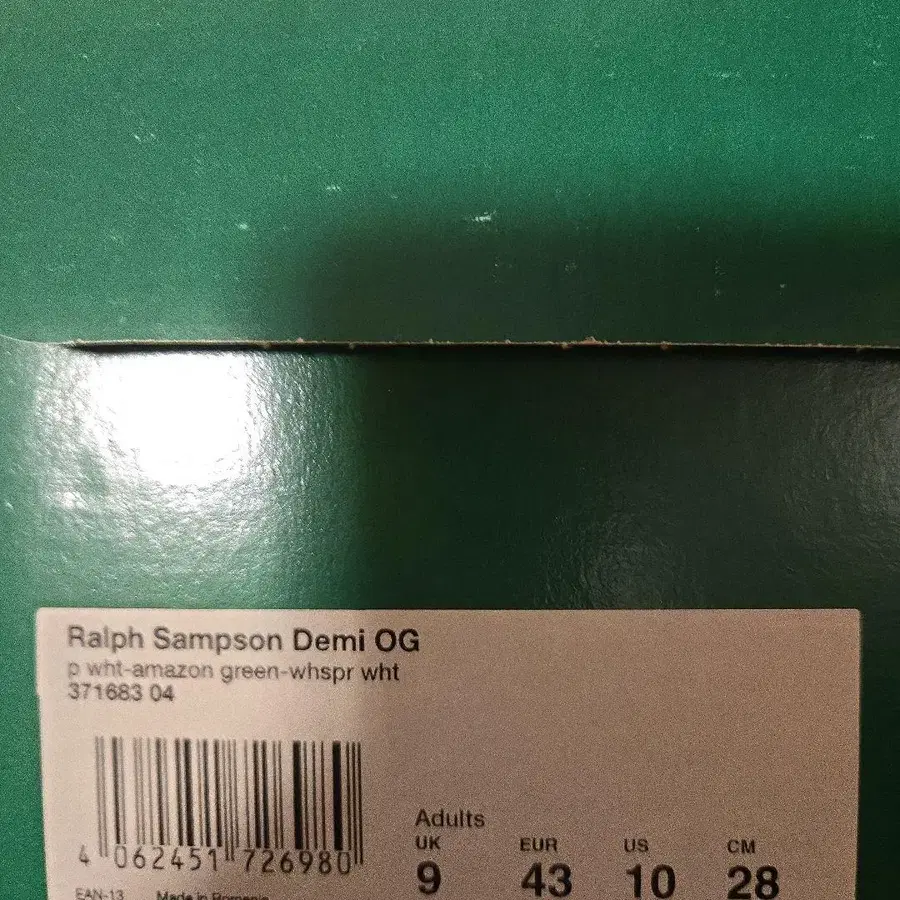 Ralph Sampson Demi OG
p wht-amazon green-whspr wht
371683 04
Adults
UK EUR US CM
9 43 10 28
4 062451 726980
EAN-13 Made in Romania